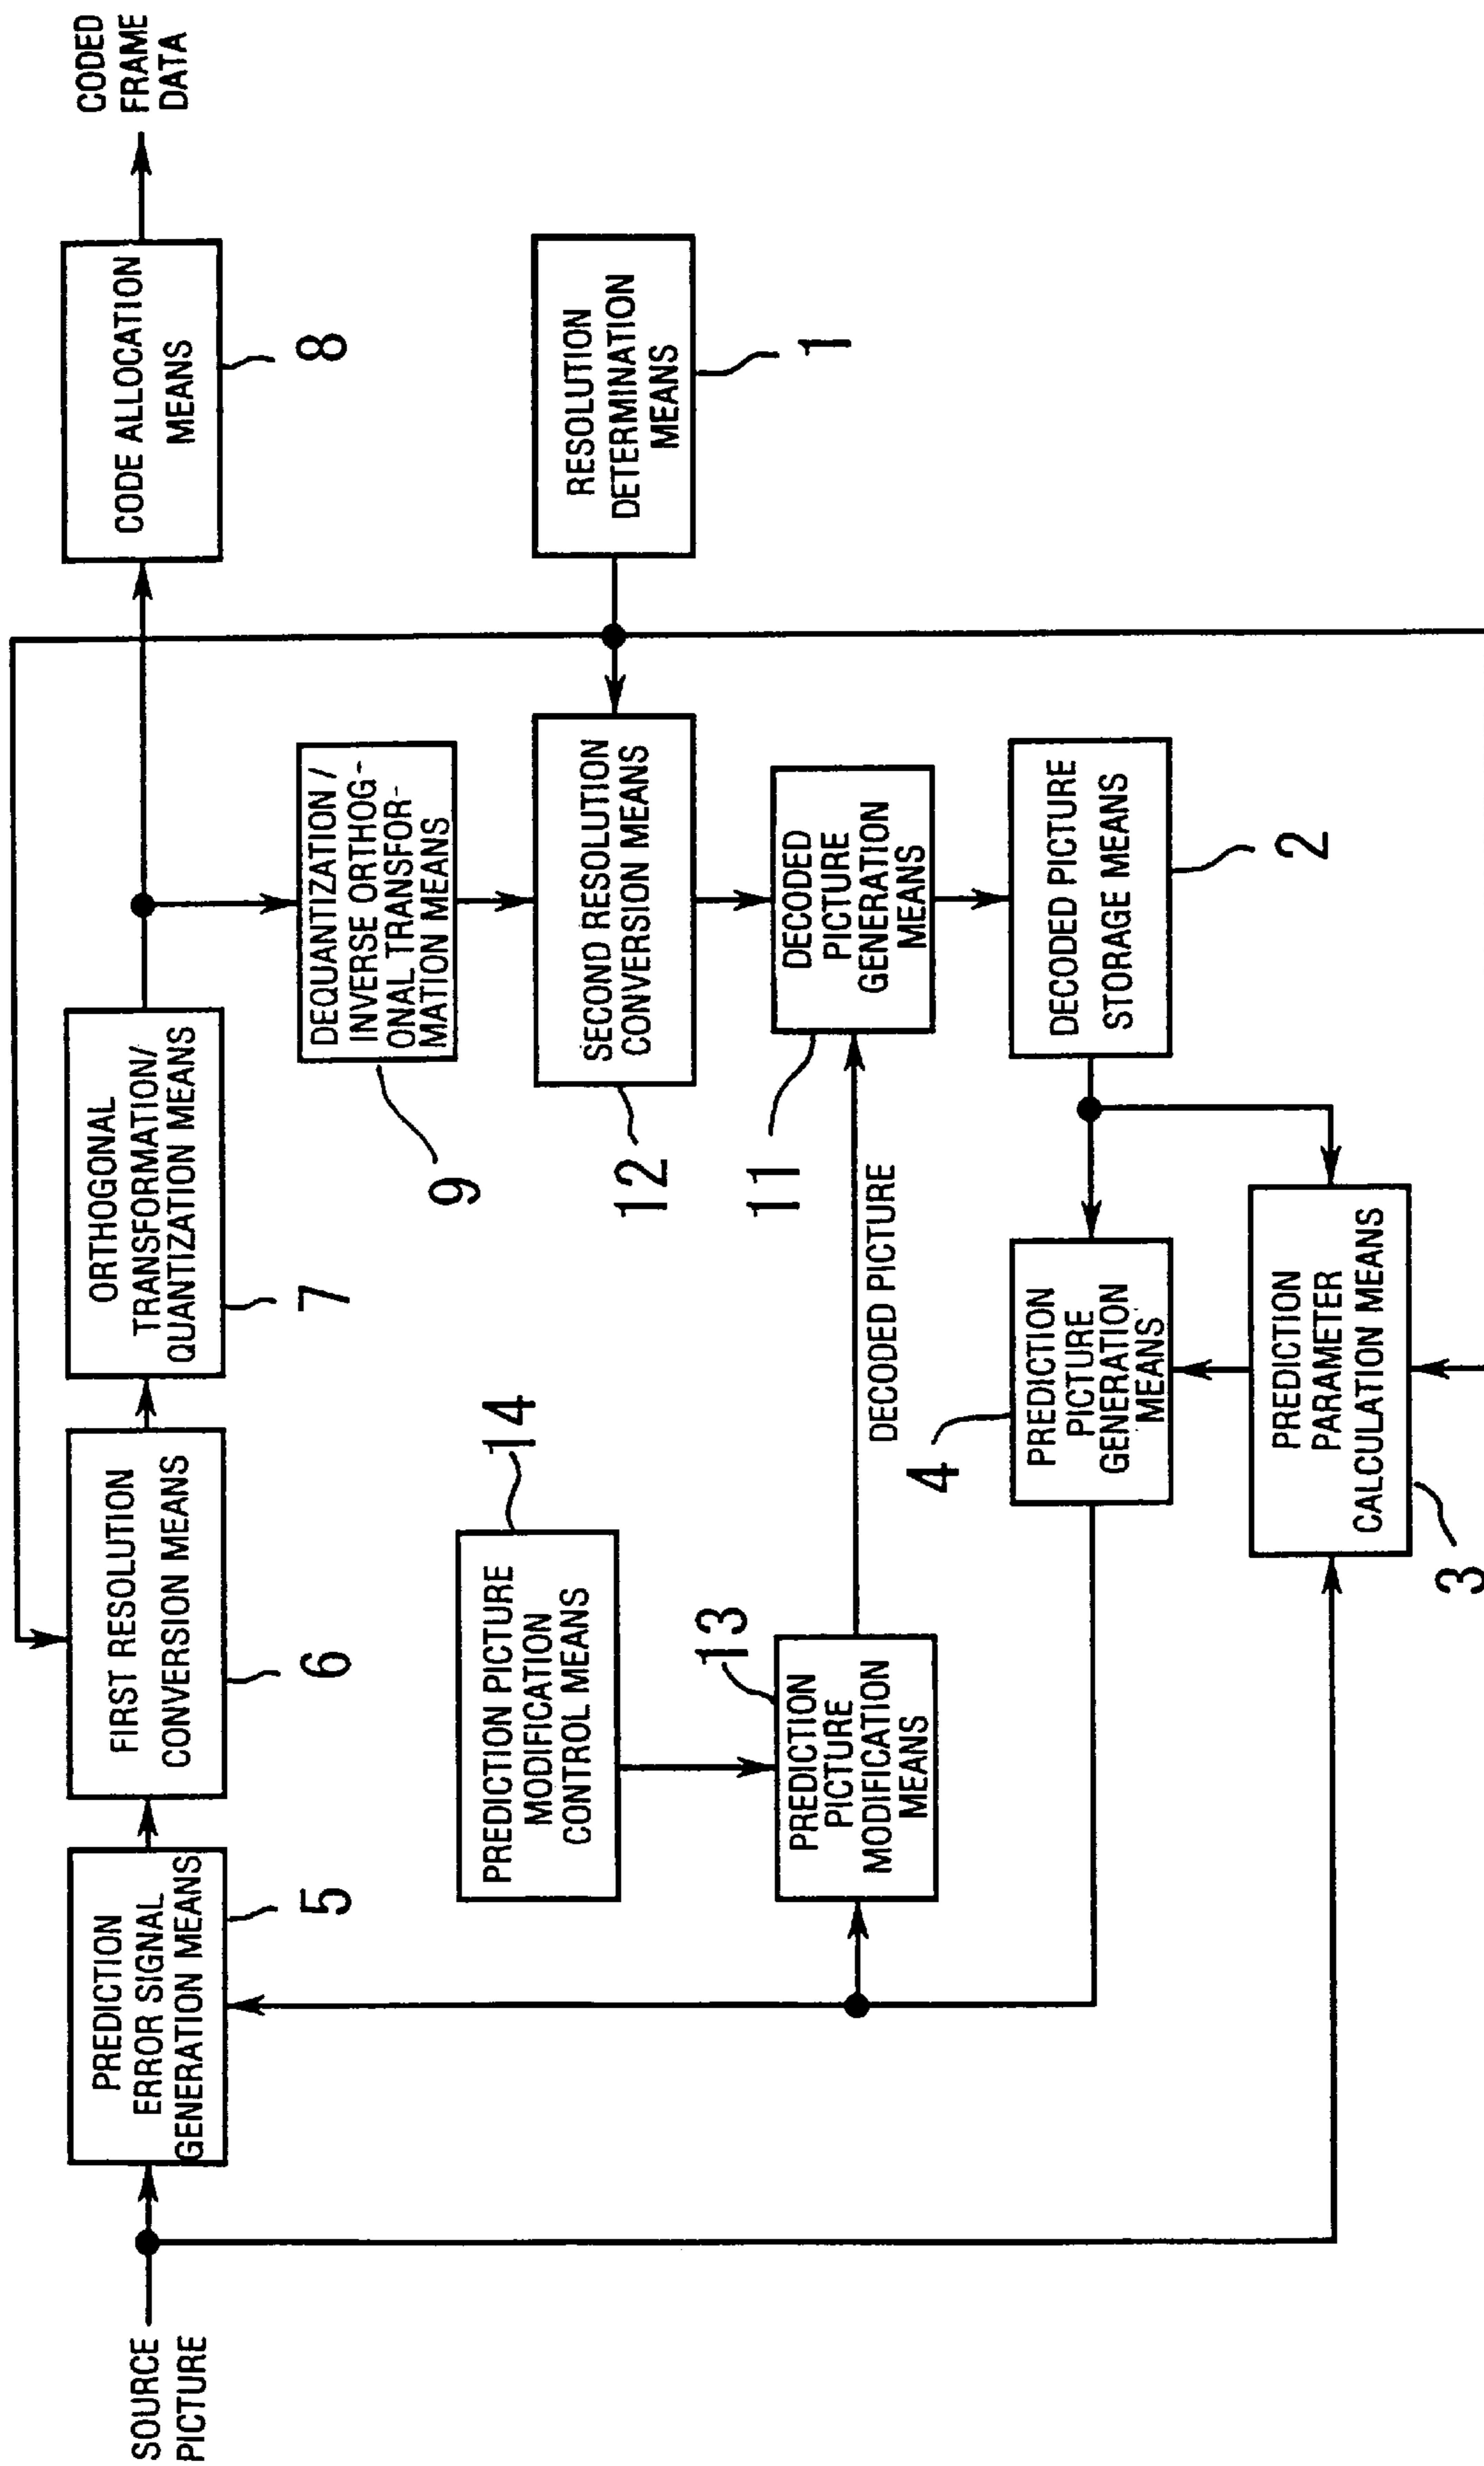 SOURCE
PICTURE
PREDICTION
ERROR SIGNAL
GENERATION MEANS
5
FIRST RESOLUTION
CONVERSION MEANS
6
ORTHOGONAL
TRANSFORMATION/
QUANTIZATION MEANS
7
CODE ALLOCATION
MEANS
8
CODED
FRAME
DATA
DEQUANTIZATION /
INVERSE ORTHOG-
ONAL TRANSFOR-
MATION MEANS
9
PREDICTION PICTURE
MODIFICATION
CONTROL MEANS
14
SECOND RESOLUTION
CONVERSION MEANS
12
RESOLUTION
DETERMINATION
MEANS
1
PREDICTION
PICTURE
MODIFICATION
MEANS
13
DECODED PICTURE
DECODED
PICTURE
GENERATION
MEANS
11
PREDICTION
PICTURE
GENERATION
MEANS
4
DECODED PICTURE
STORAGE MEANS
2
PREDICTION
PARAMETER
CALCULATION MEANS
3